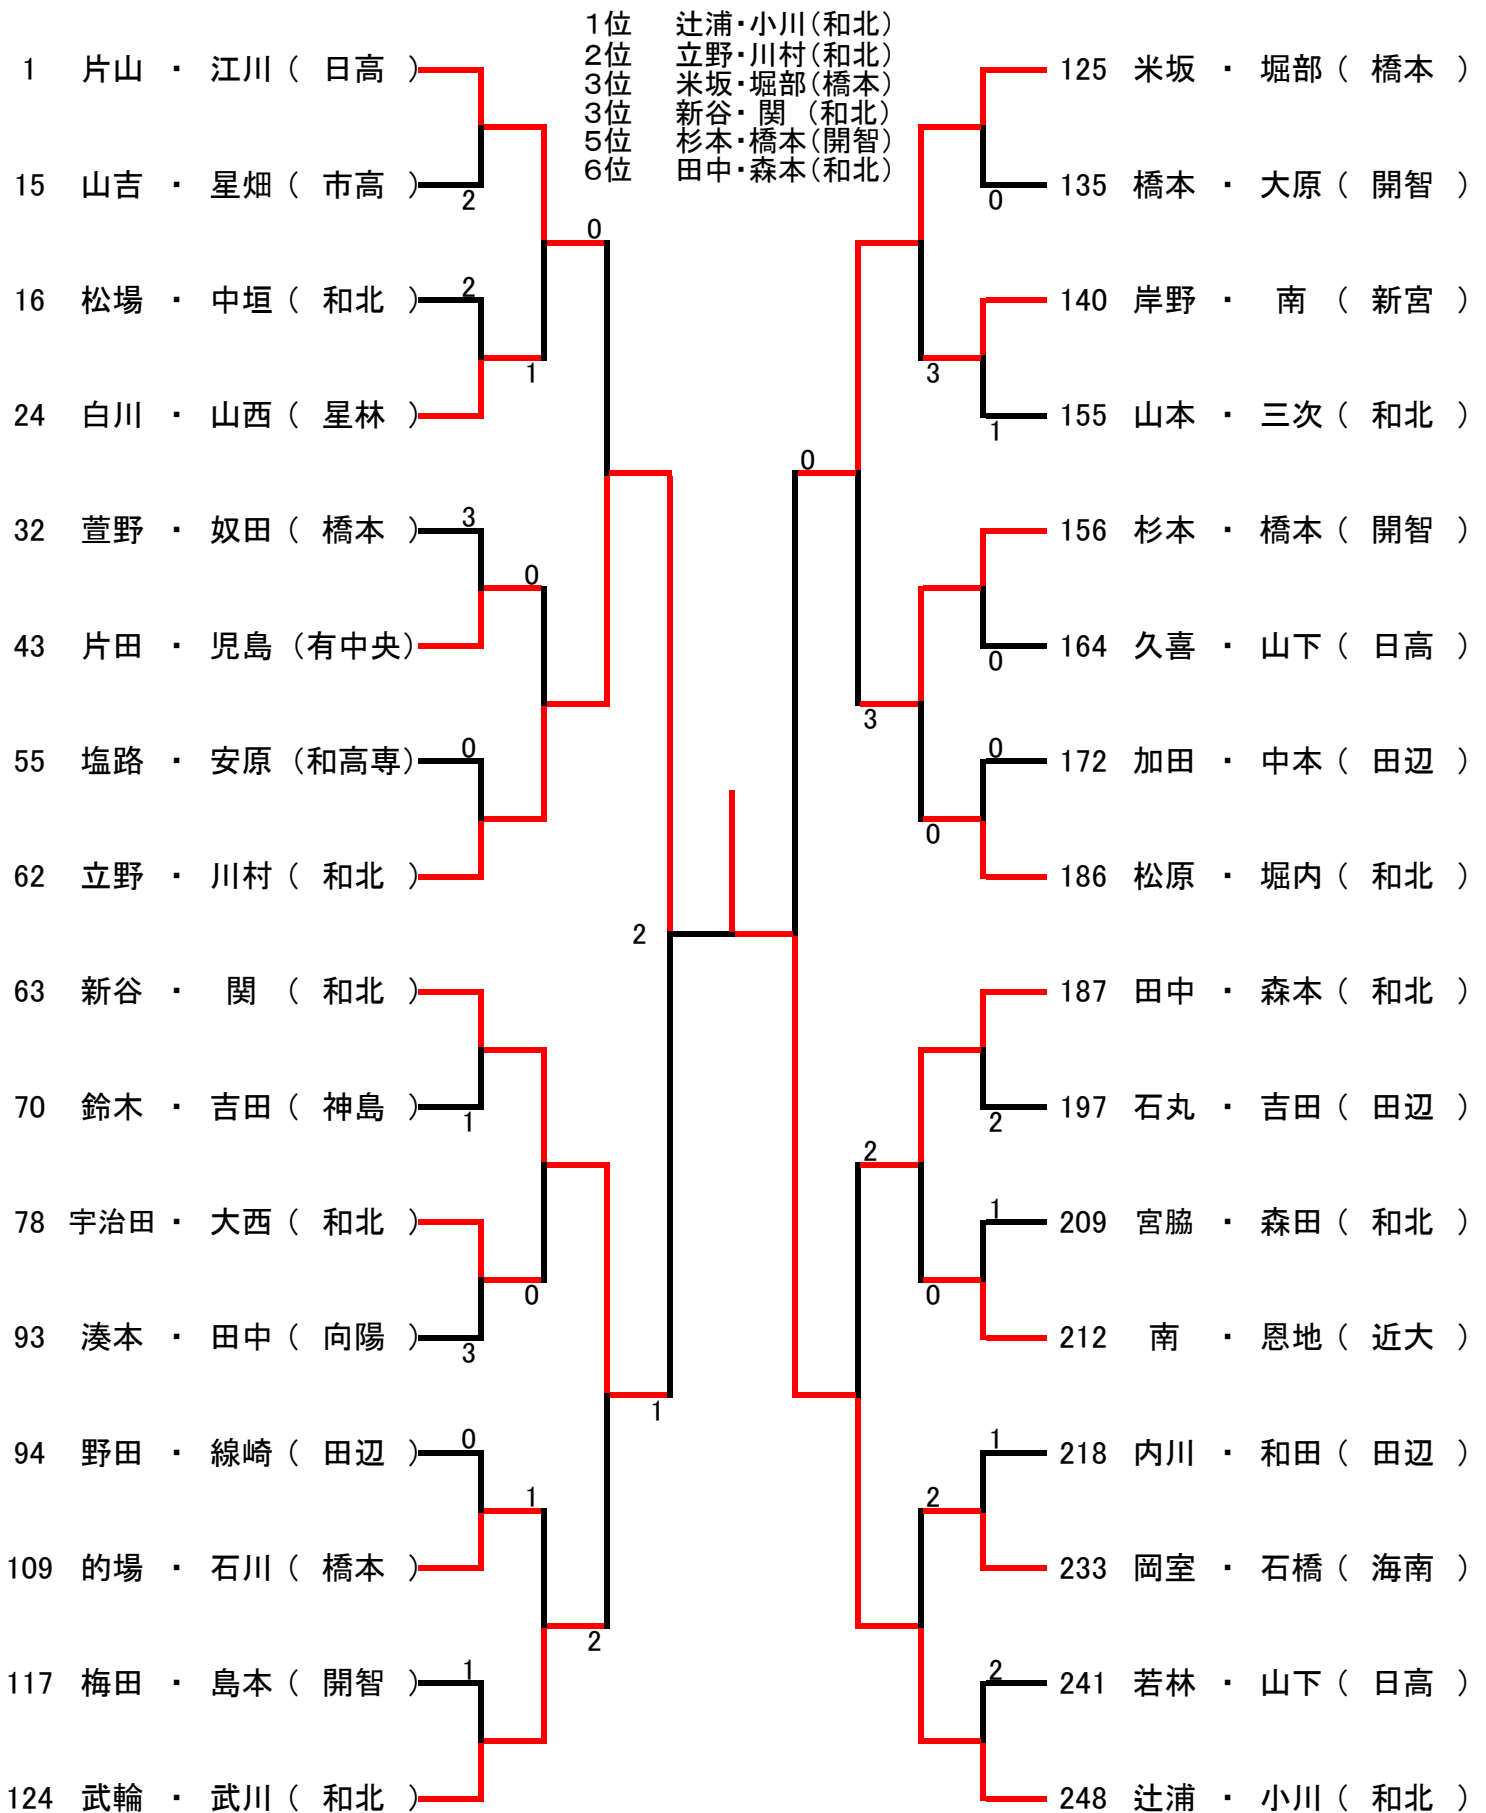 1位 辻浦・小川(和北)
2位 立野・川村(和北)
3位 米坂・堀部(橋本)
3位 新谷・関(和北)
5位 杉本・橋本(開智)
6位 田中・森本(和北)
1 片山 ・ 江川 ( 日高 )
15 山吉 ・ 星畑 ( 市高 )
2
16 松場 ・ 中垣 ( 和北 )
2
24 白川 ・ 山西 ( 星林 )
1
0
32 萱野 ・ 奴田 ( 橋本 )
3
43 片田 ・ 児島 (有中央)
0
55 塩路 ・ 安原 (和高専)
0
62 立野 ・ 川村 ( 和北 )
2
63 新谷 ・ 関 ( 和北 )
70 鈴木 ・ 吉田 ( 神島 )
1
78 宇治田 ・ 大西 ( 和北 )
0
93 湊本 ・ 田中 ( 向陽 )
3
1
94 野田 ・ 線崎 ( 田辺 )
0
109 的場 ・ 石川 ( 橋本 )
1
2
117 梅田 ・ 島本 ( 開智 )
1
124 武輪 ・ 武川 ( 和北 )
125 米坂 ・ 堀部 ( 橋本 )
135 橋本 ・ 大原 ( 開智 )
0
140 岸野 ・ 南 ( 新宮 )
3
155 山本 ・ 三次 ( 和北 )
1
0
156 杉本 ・ 橋本 ( 開智 )
164 久喜 ・ 山下 ( 日高 )
0
3
172 加田 ・ 中本 ( 田辺 )
0
0
186 松原 ・ 堀内 ( 和北 )
187 田中 ・ 森本 ( 和北 )
197 石丸 ・ 吉田 ( 田辺 )
2
2
209 宮脇 ・ 森田 ( 和北 )
1
0
212 南 ・ 恩地 ( 近大 )
218 内川 ・ 和田 ( 田辺 )
1
2
233 岡室 ・ 石橋 ( 海南 )
241 若林 ・ 山下 ( 日高 )
2
248 辻浦 ・ 小川 ( 和北 )